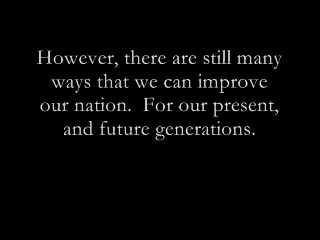 However, there are still many
ways that we can improve
our nation.  For our present,
and future generations.